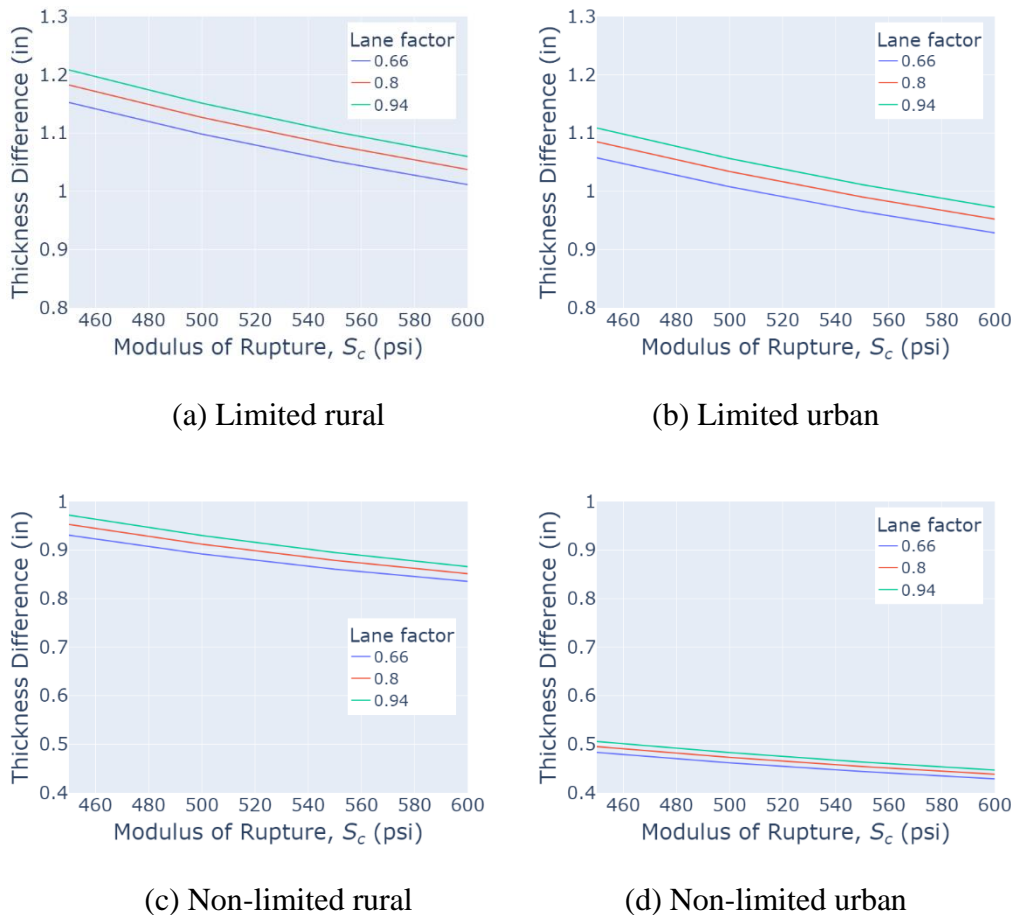 Thickness Difference (in)
1.3
1.2
1.1
1
0.9
0.8
Lane factor
0.66
0.8
0.94
460 480 500 520 540 560 580 600
Modulus of Rupture, Sc (psi)
(a) Limited rural
Thickness Difference (in)
1.3
1.2
1.1
1
0.9
0.8
Lane factor
0.66
0.8
0.94
460 480 500 520 540 560 580 600
Modulus of Rupture, Sc (psi)
(b) Limited urban
Thickness Difference (in)
1
0.9
0.8
0.7
0.6
0.5
0.4
Lane factor
0.66
0.8
0.94
460 480 500 520 540 560 580 600
Modulus of Rupture, Sc (psi)
(c) Non-limited rural
Thickness Difference (in)
1
0.9
0.8
0.7
0.6
0.5
0.4
Lane factor
0.66
0.8
0.94
460 480 500 520 540 560 580 600
Modulus of Rupture, Sc (psi)
(d) Non-limited urban